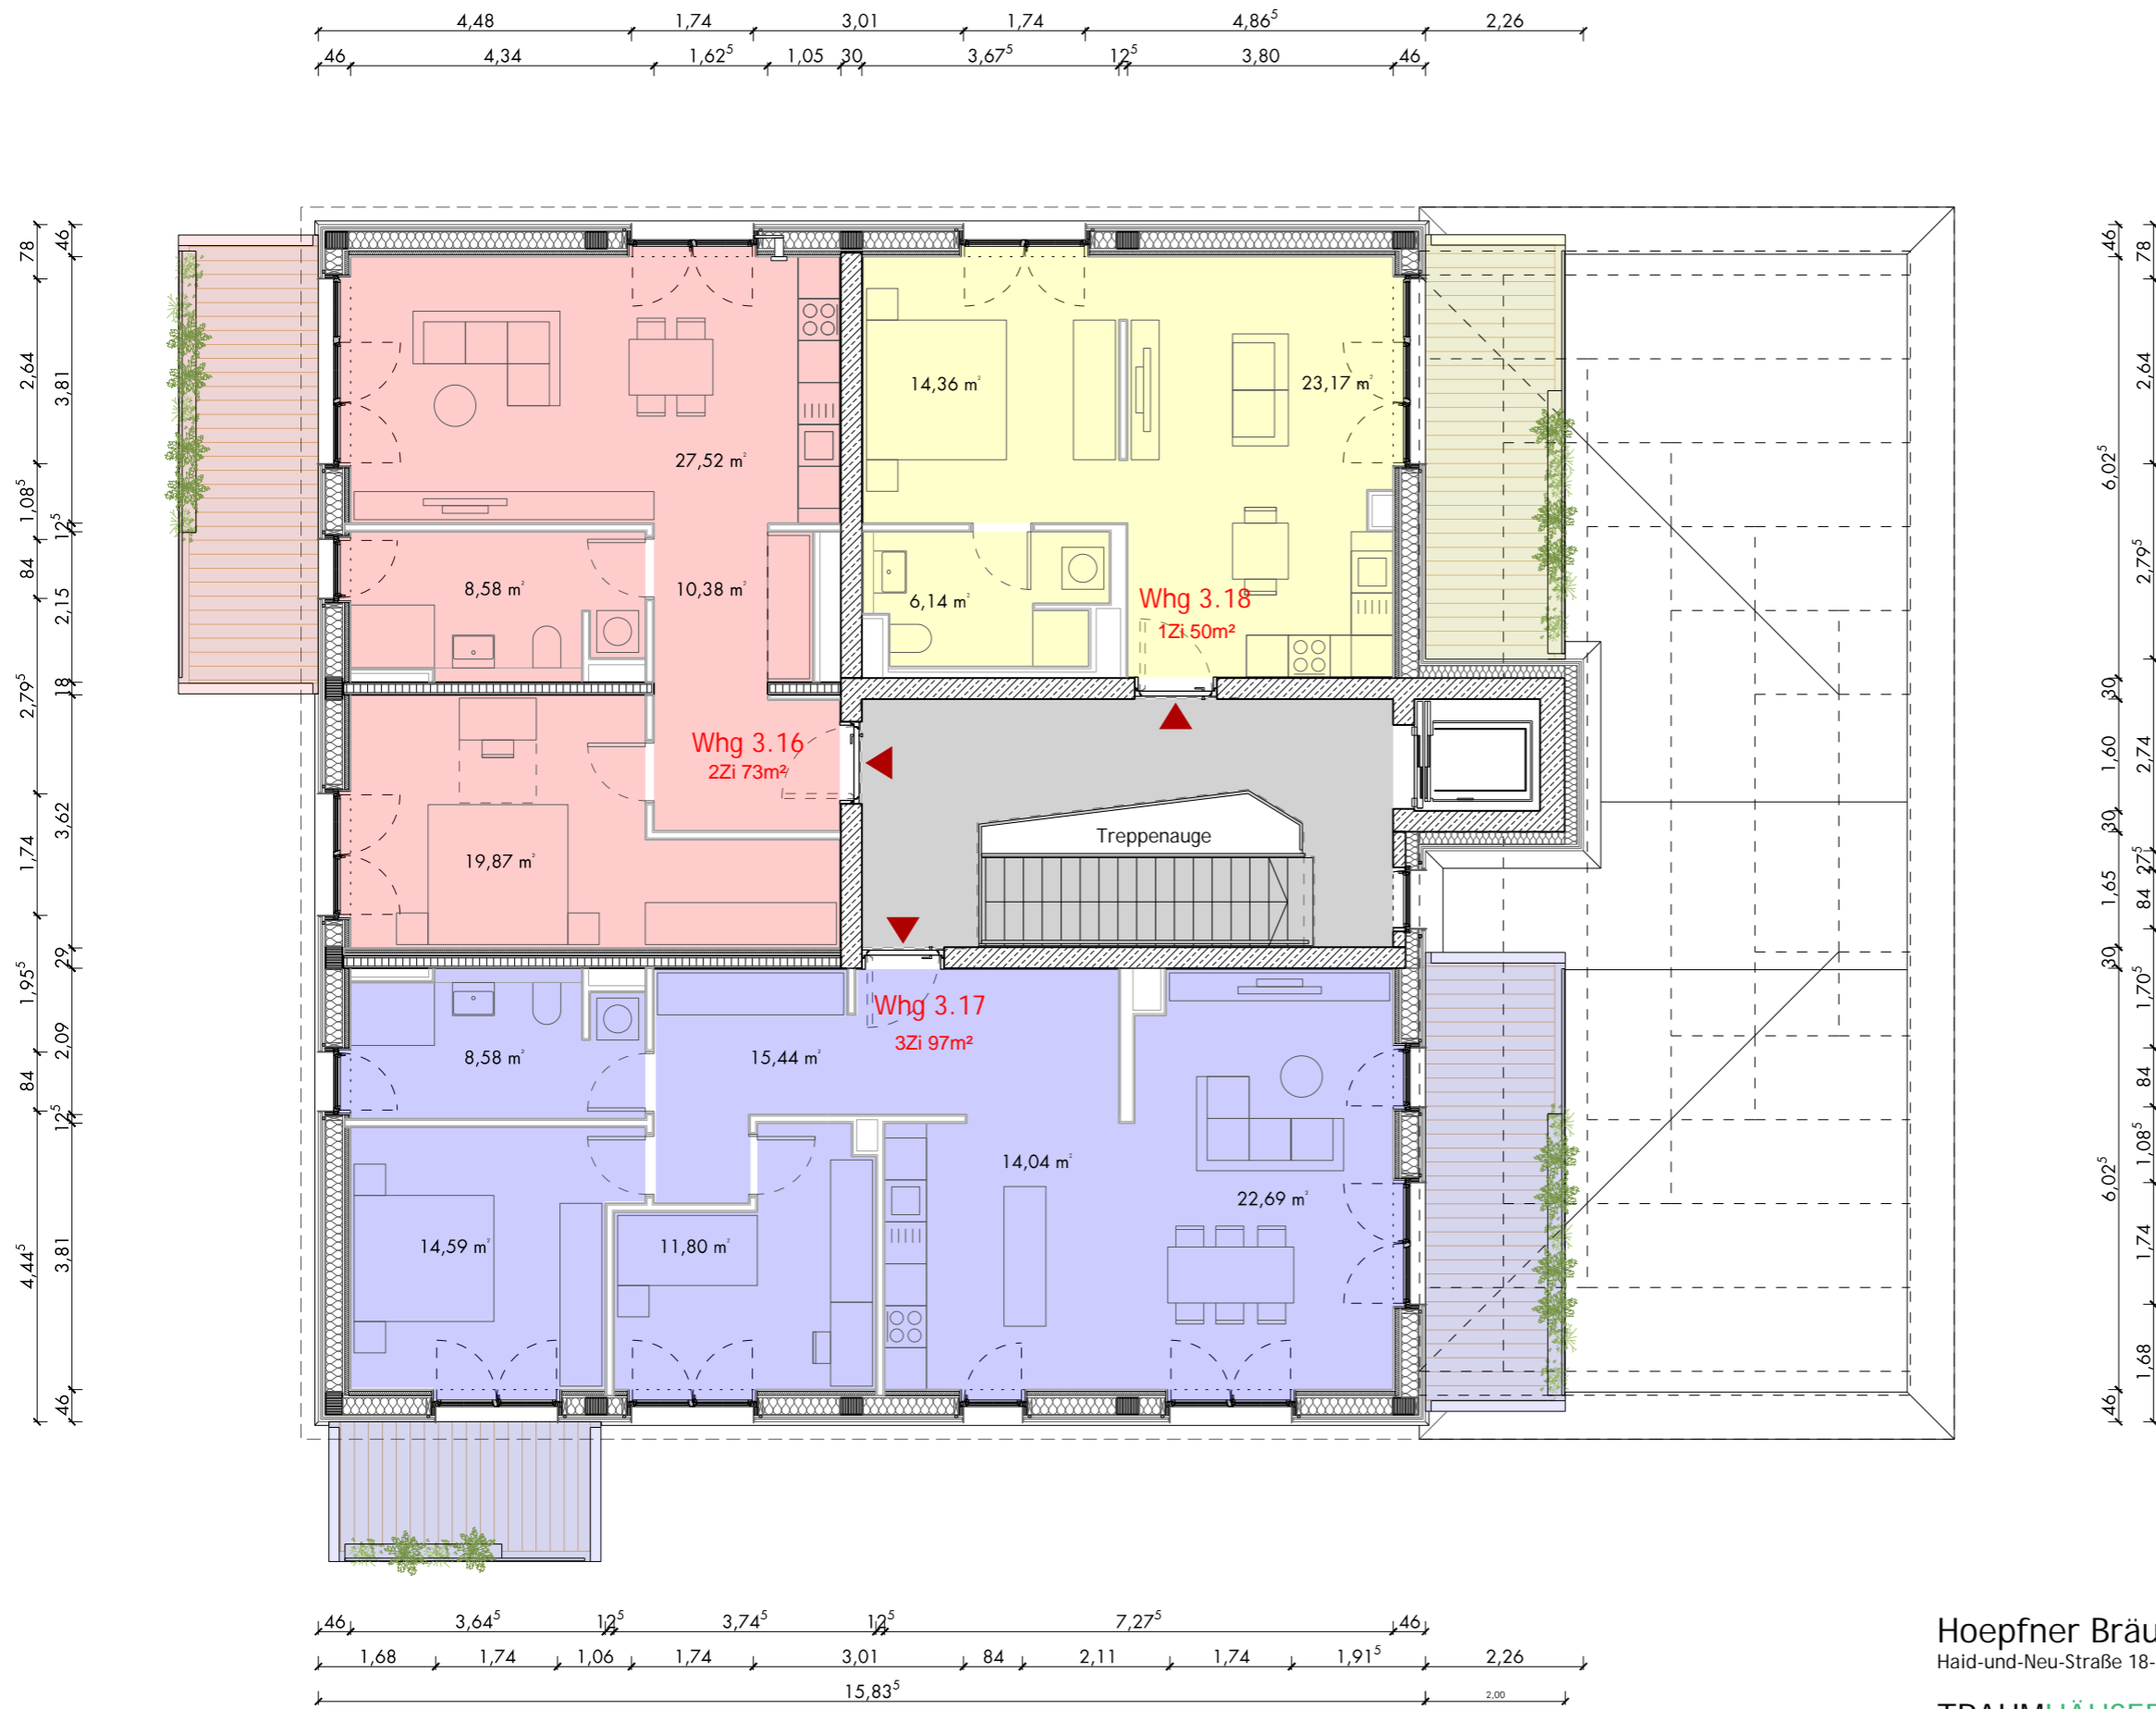 4,48 1,74 3,01 1,74 4,86⁵ 2,26
46 4,34 1,62⁵ 1,05 30 3,67⁵ 12⁵ 3,80 46
78 2,64 1,08⁵ 84 2,79⁵ 1,74 1,95⁵ 84 4,44⁵
46 3,81 12⁵ 2,15 18 3,62 29 2,09 12⁵ 3,81 46
27,52 m²
8,58 m²
10,38 m²
Whg 3.16
2Zi 73m²
19,87 m²
14,36 m²
23,17 m²
6,14 m²
Whg 3.18
1Zi 50m²
Treppenauge
Whg 3.17
3Zi 97m²
8,58 m²
15,44 m²
14,04 m²
22,69 m²
14,59 m²
11,80 m²
46 6,02⁵ 30 1,60 30 1,65 30 6,02⁵ 46
78 2,64 2,79⁵ 2,74 27⁵ 84 1,70⁵ 84 1,08⁵ 1,74 1,68
46 3,64⁵ 12⁵ 3,74⁵ 12⁵ 7,27⁵ 46
1,68 1,74 1,06 1,74 3,01 84 2,11 1,74 1,91⁵ 2,26
15,83⁵ 2,00
Hoepfner Bräu
Haid-und-Neu-Straße 18-
TRAUMHÄUSER